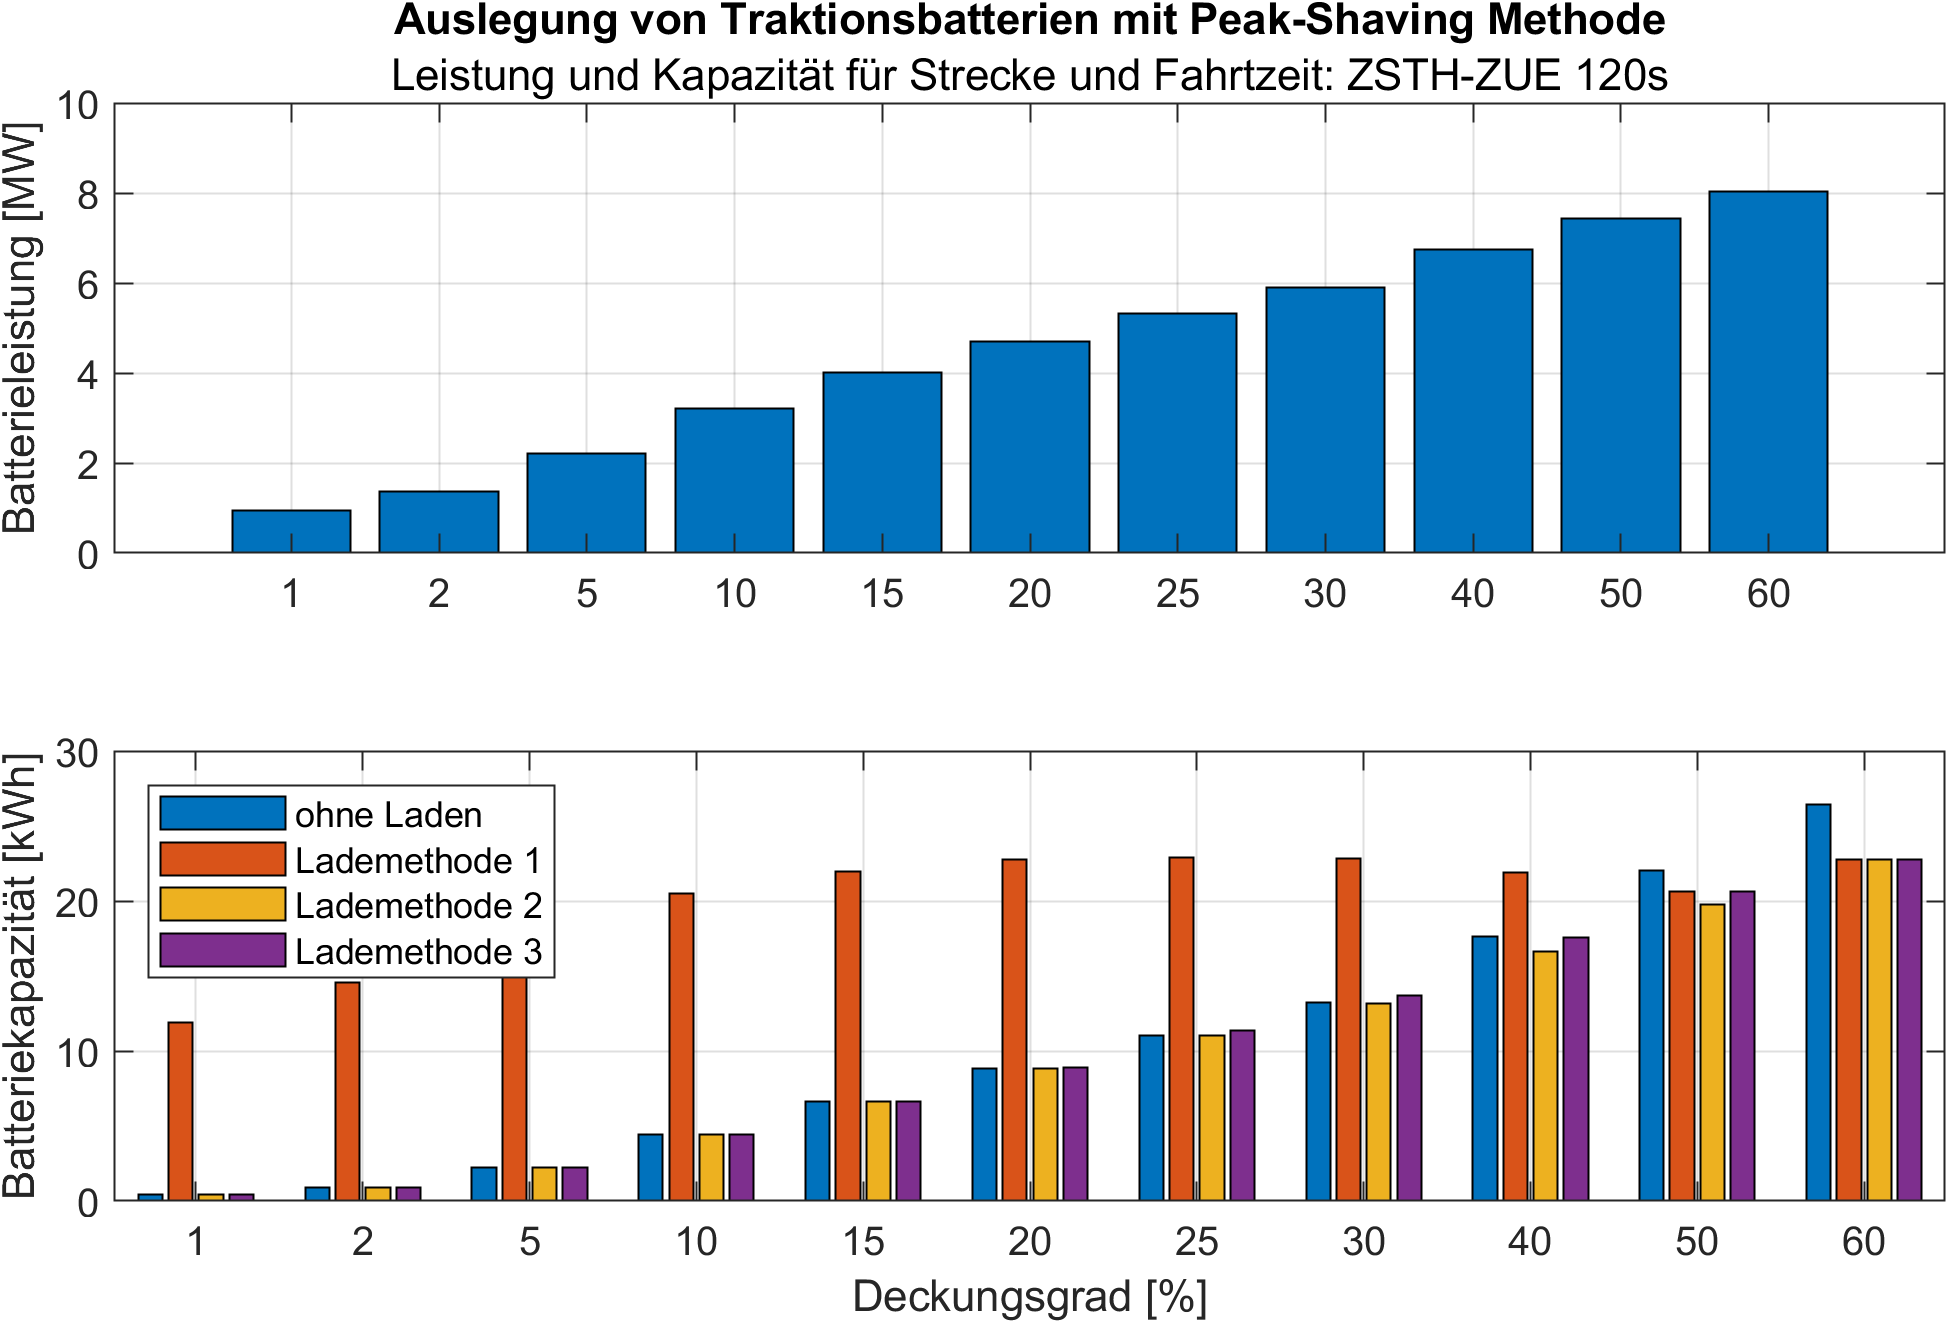 Auslegung von Traktionsbatterien mit Peak-Shaving Methode
Leistung und Kapazität für Strecke und Fahrtzeit: ZSTH-ZUE 120s
Batterieleistung [MW]
10
8
6
4
2
0
1 2 5 10 15 20 25 30 40 50 60
Batteriekapazität [kWh]
30
20
10
0
ohne Laden
Lademethode 1
Lademethode 2
Lademethode 3
1 2 5 10 15 20 25 30 40 50 60
Deckungsgrad [%]